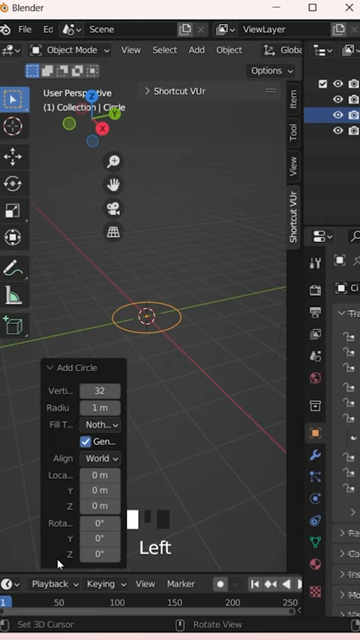 Blender
File Ed Scene ViewLayer
Object Mode View Select Add Object Globa
Options
User Perspective
(1) Collection | Circle
Shortcut VUr
Z
Y
X
Item
Tool
View
Shortcut VUr
Ci
Tra
Add Circle
Verti... 32
Radiu 1 m
Fill T... Noth...
Gen...
Align World
Loca... 0 m
Y 0 m
Z 0 m
Rota... 0°
Y 0°
Z 0°
Left
Playback Keying View Marker
1 50 100 150 200 250
Set 3D Cursor Rotate View